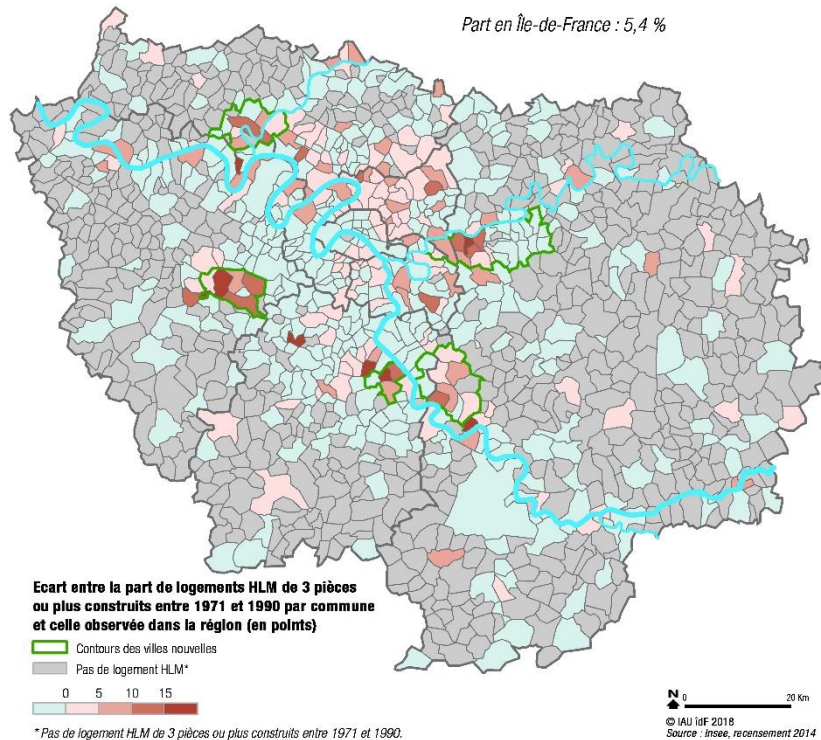 Part en Île-de-France : 5,4 %
Ecart entre la part de logements HLM de 3 pièces
ou plus construits entre 1971 et 1990 par commune
et celle observée dans la région (en points)
Contours des villes nouvelles
Pas de logement HLM*
0 5 10 15
* Pas de logement HLM de 3 pièces ou plus construits entre 1971 et 1990.
N 0 20 Km
© IAU îdF 2018
Source : Insee, recensement 2014